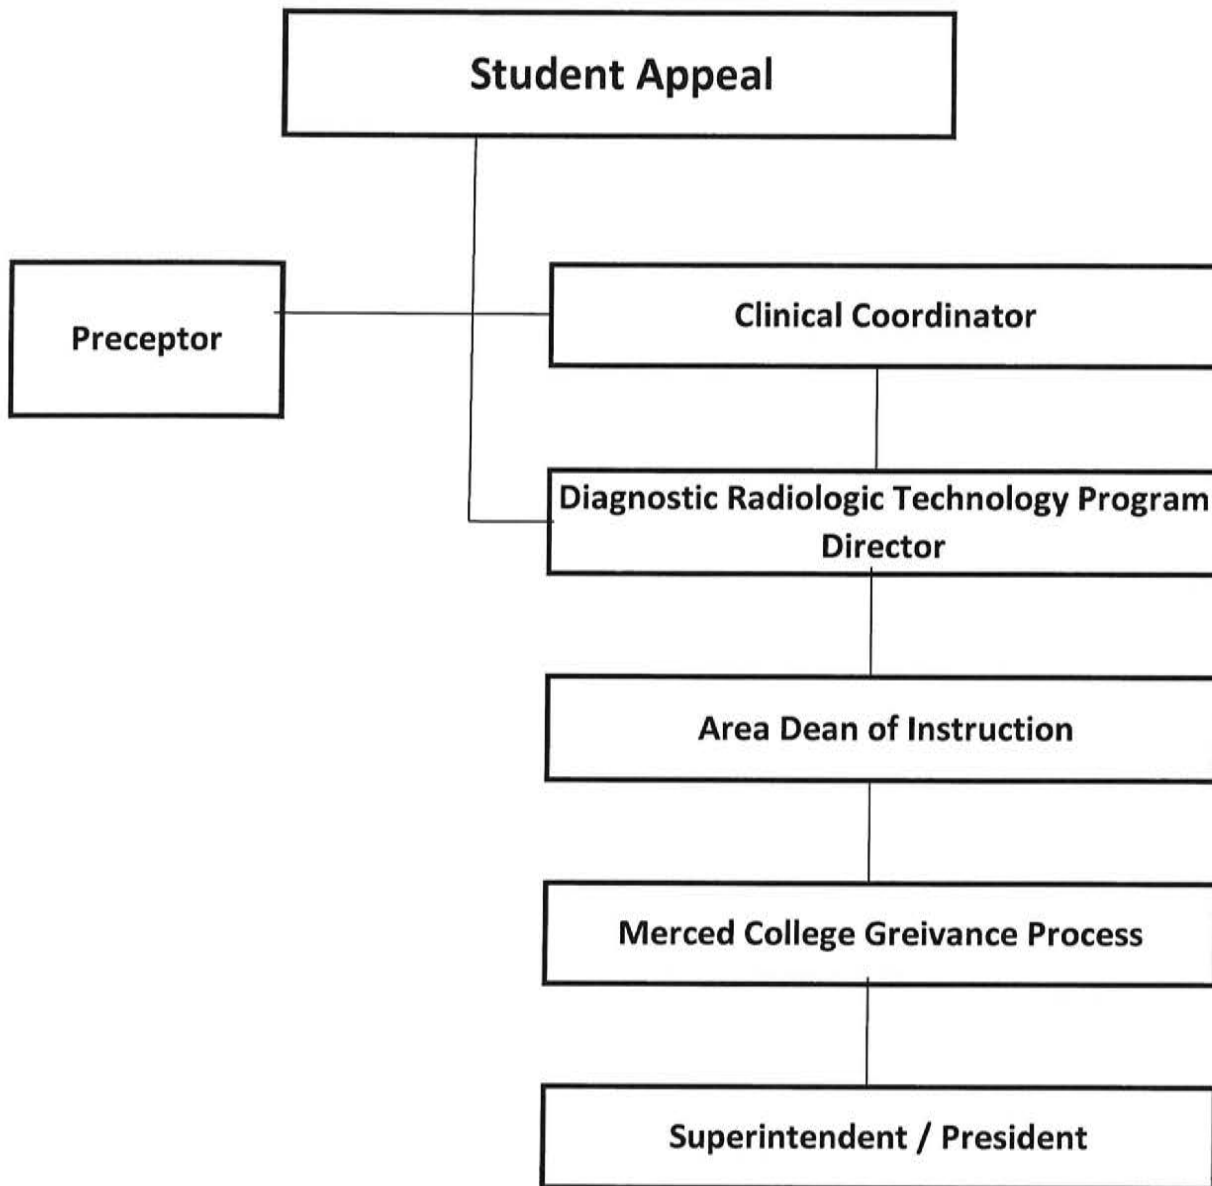 Student Appeal
Preceptor
Clinical Coordinator
Diagnostic Radiologic Technology Program
Director
Area Dean of Instruction
Merced College Greivance Process
Superintendent / President